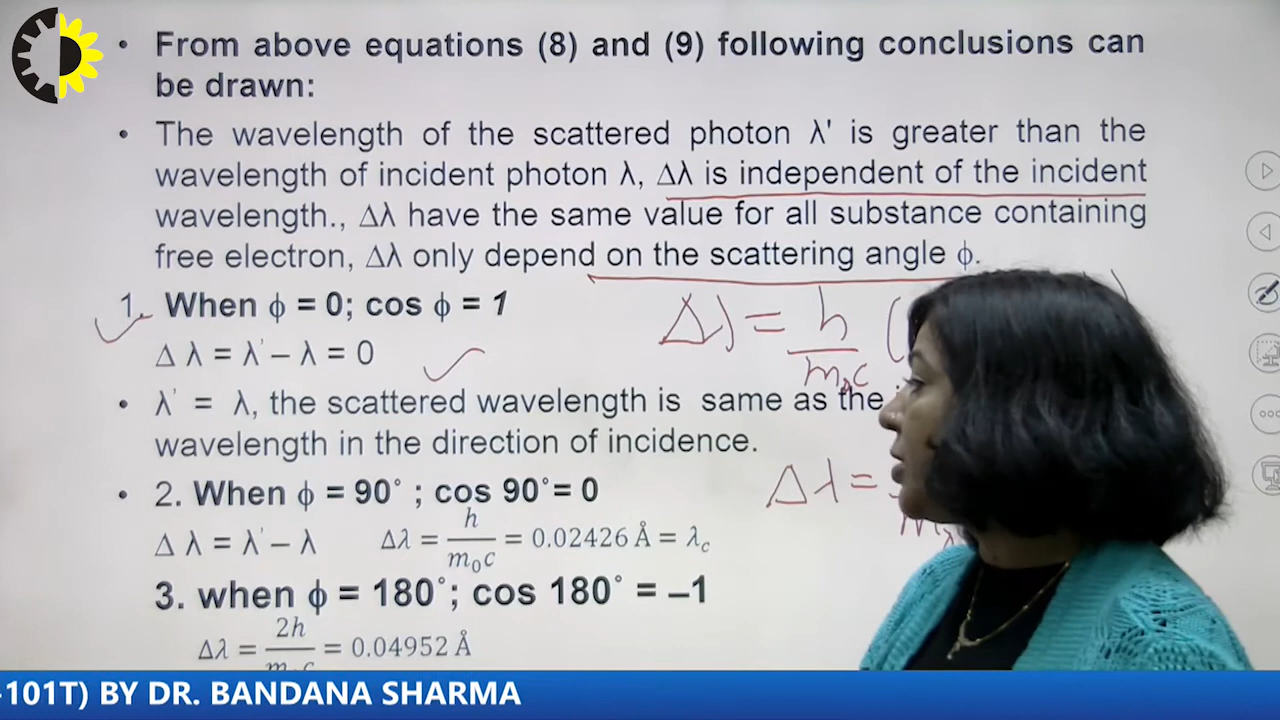 • From above equations (8) and (9) following conclusions can
be drawn:
• The wavelength of the scattered photon λ' is greater than the
wavelength of incident photon λ, Δλ is independent of the incident
wavelength., Δλ have the same value for all substance containing
free electron, Δλ only depend on the scattering angle ϕ.
1. When ϕ = 0; cos ϕ = 1
Δλ = h/m₀c (
Δ λ = λ' – λ = 0
• λ' = λ, the scattered wavelength is same as the
wavelength in the direction of incidence.
Δλ =
• 2. When ϕ = 90° ; cos 90°= 0
Δ λ = λ' – λ Δλ = h/m₀c = 0.02426 Å = λc
3. when ϕ = 180°; cos 180° = –1
Δλ = 2h/m₀c = 0.04952 Å
-101T) BY DR. BANDANA SHARMA